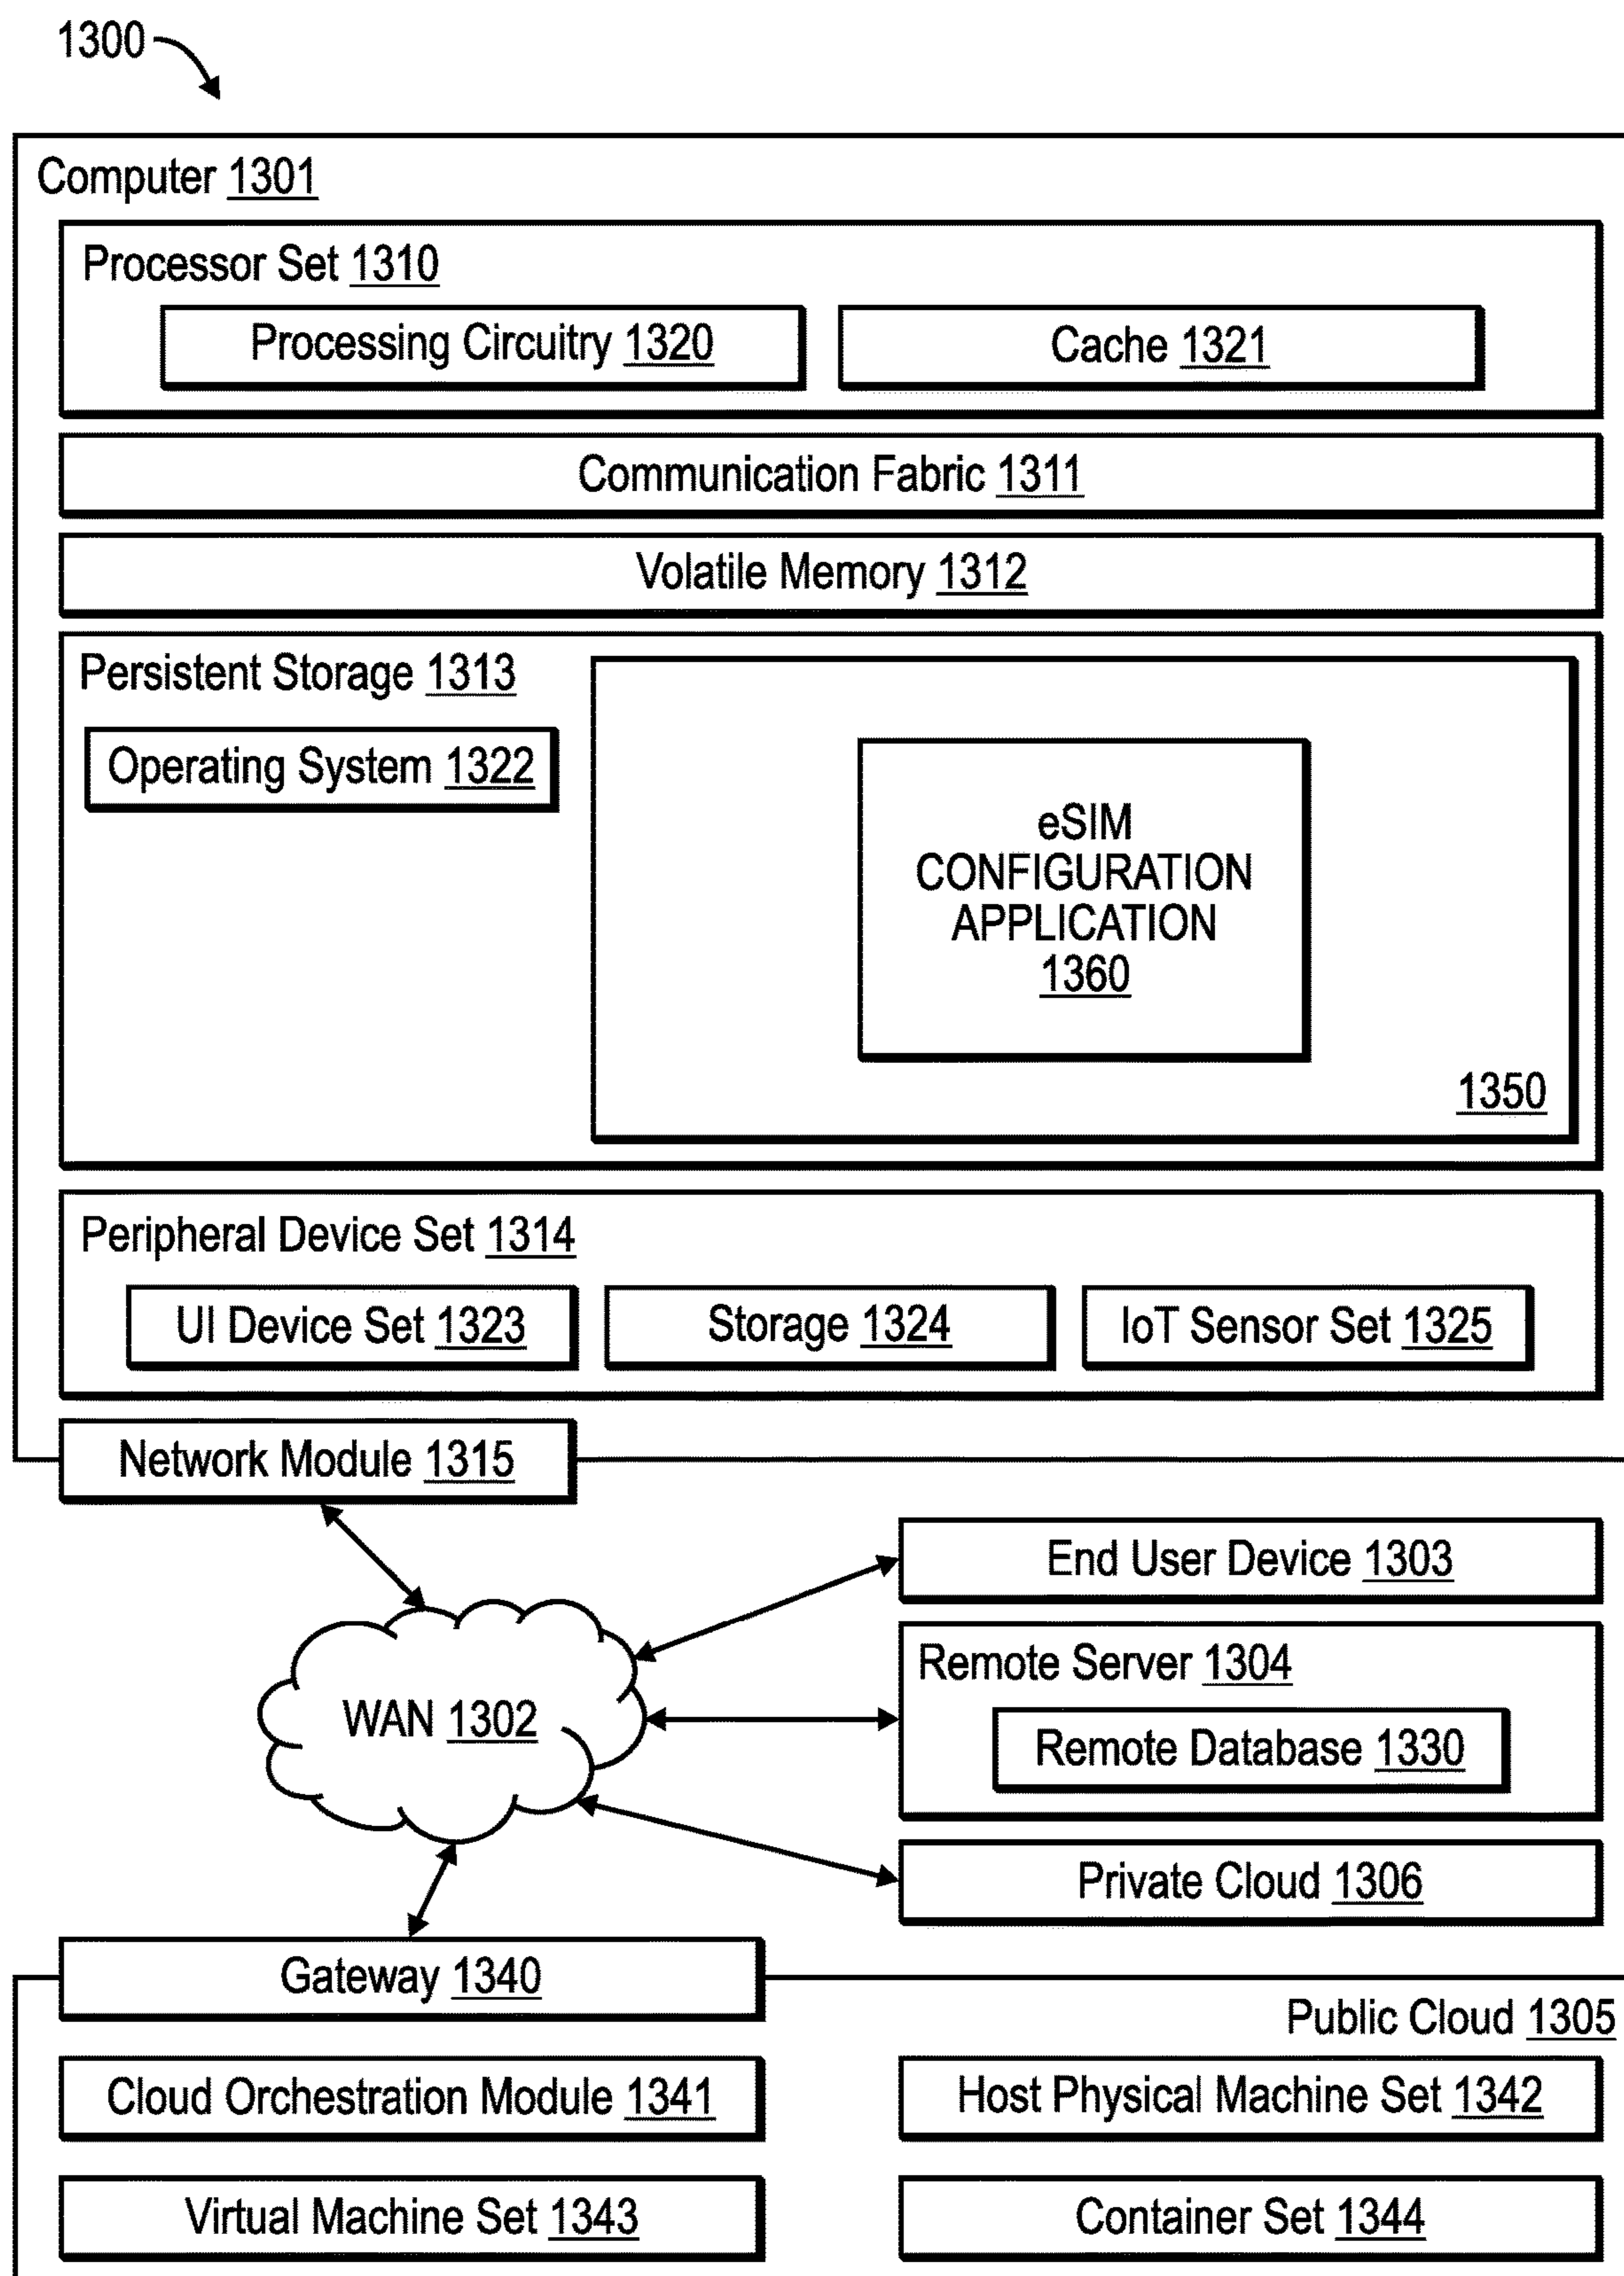 1300
Computer 1301
Processor Set 1310
Processing Circuitry 1320
Cache 1321
Communication Fabric 1311
Volatile Memory 1312
Persistent Storage 1313
Operating System 1322
eSIM
CONFIGURATION
APPLICATION
1360
1350
Peripheral Device Set 1314
UI Device Set 1323
Storage 1324
IoT Sensor Set 1325
Network Module 1315
End User Device 1303
Remote Server 1304
WAN 1302
Remote Database 1330
Private Cloud 1306
Gateway 1340
Public Cloud 1305
Cloud Orchestration Module 1341
Host Physical Machine Set 1342
Virtual Machine Set 1343
Container Set 1344